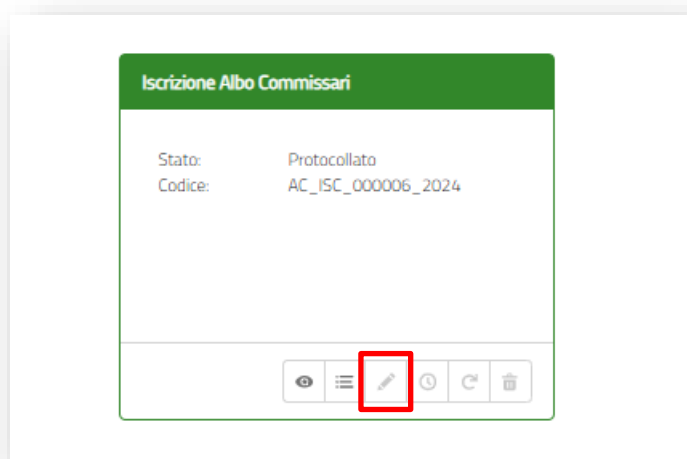 Iscrizione Albo Commissari
Stato: Protocollato
Codice: AC_ISC_000006_2024